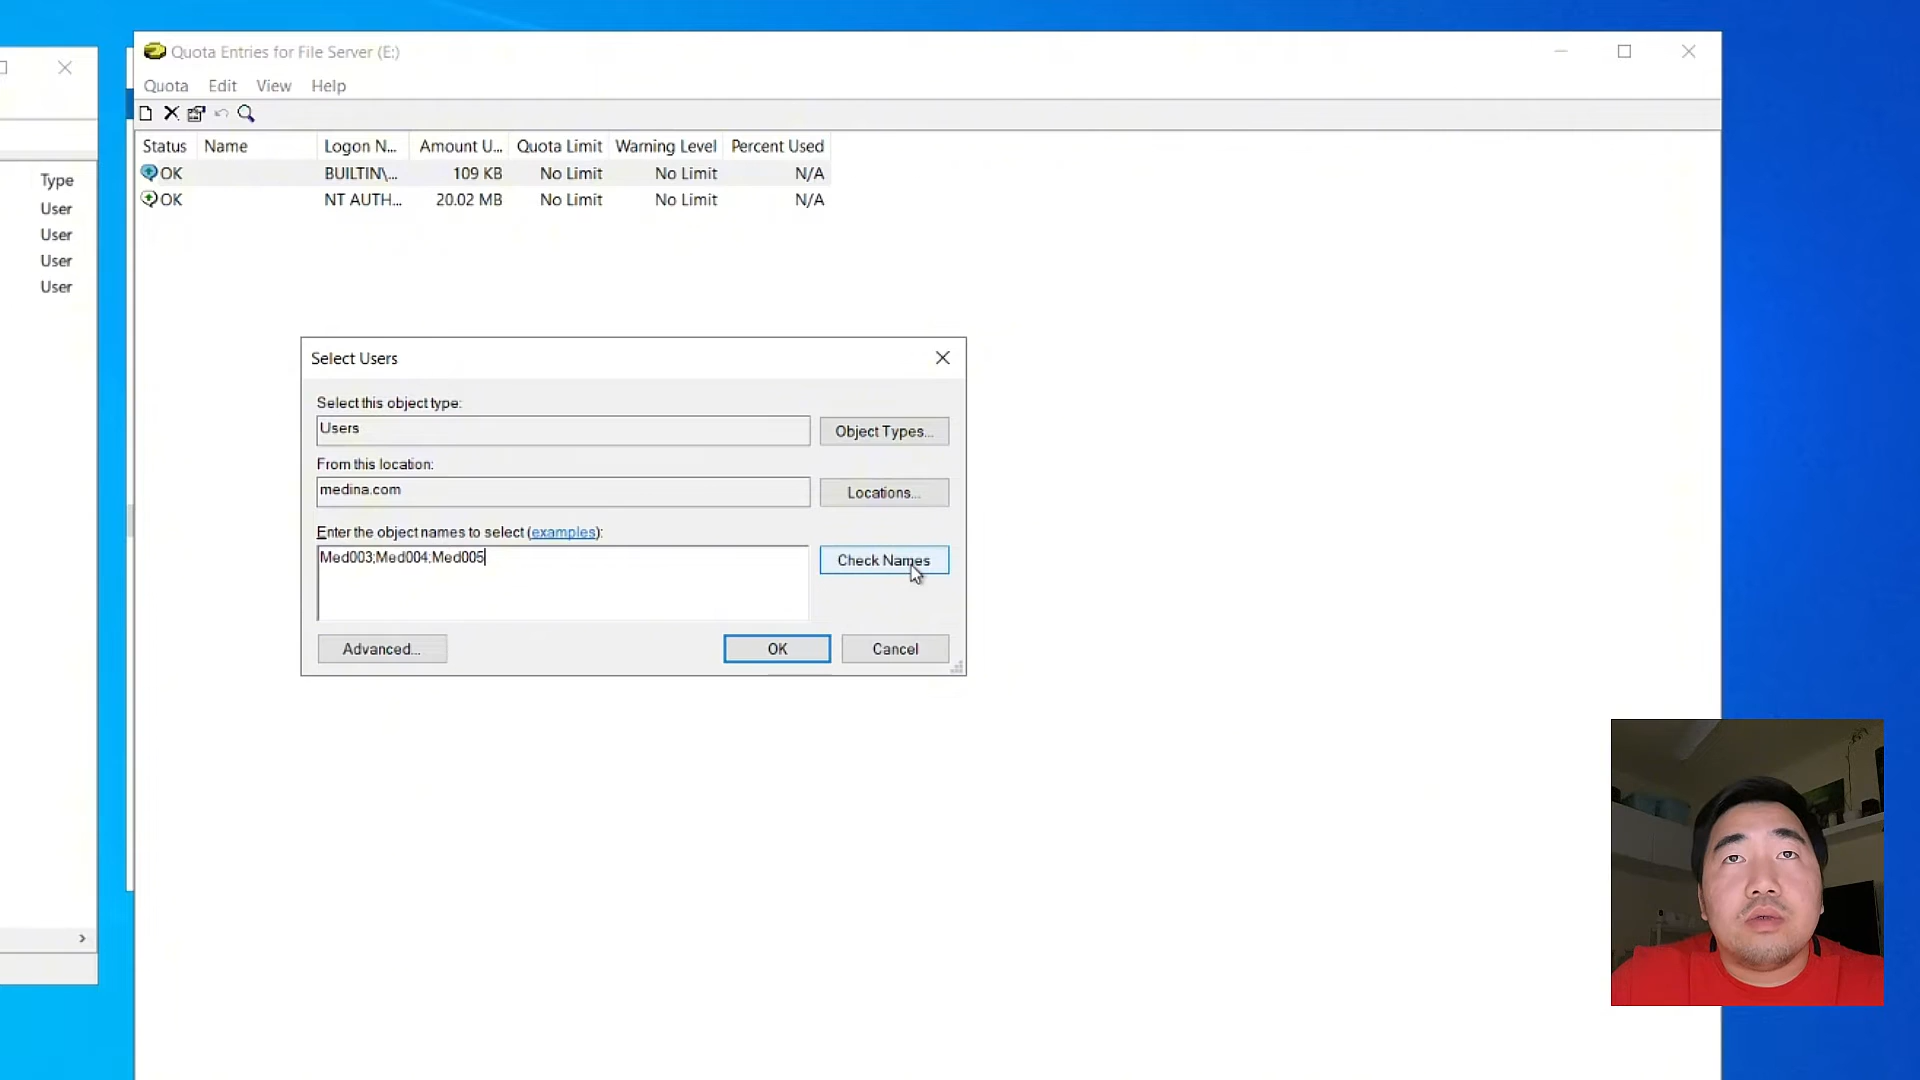 Quota Entries for File Server (E:)
Quota Edit View Help
Status Name Logon N... Amount U... Quota Limit Warning Level Percent Used
OK BUILTIN\... 109 KB No Limit No Limit N/A
OK NT AUTH... 20.02 MB No Limit No Limit N/A
Type
User
User
User
User
Select Users
Select this object type:
Users
Object Types...
From this location:
medina.com
Locations...
Enter the object names to select (examples):
Med003;Med004;Med005
Check Names
Advanced...
OK
Cancel